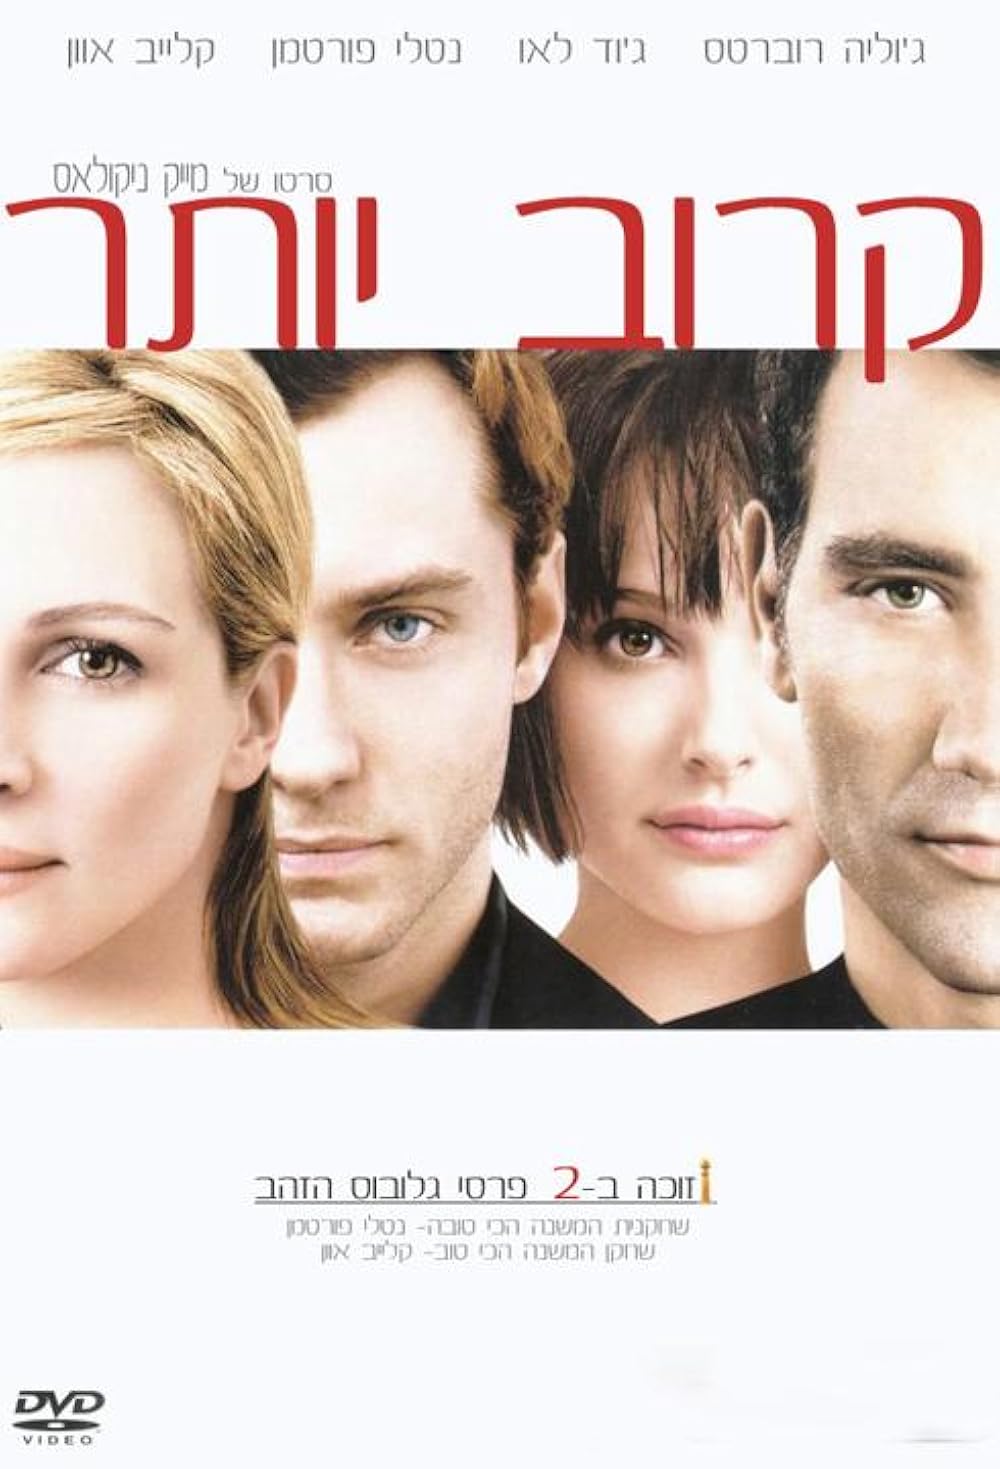 ג'וליה רוברטס ג'וד לאו נטלי פורטמן קלייב אוון
סרטו של מייק ניקולאס
קרוב יותר
זוכה ב-2 פרסי גלובוס הזהב
שחקנית המשנה הכי טובה- נטלי פורטמן
שחקן המשנה הכי טוב- קלייב אוון
DVD
VIDEO